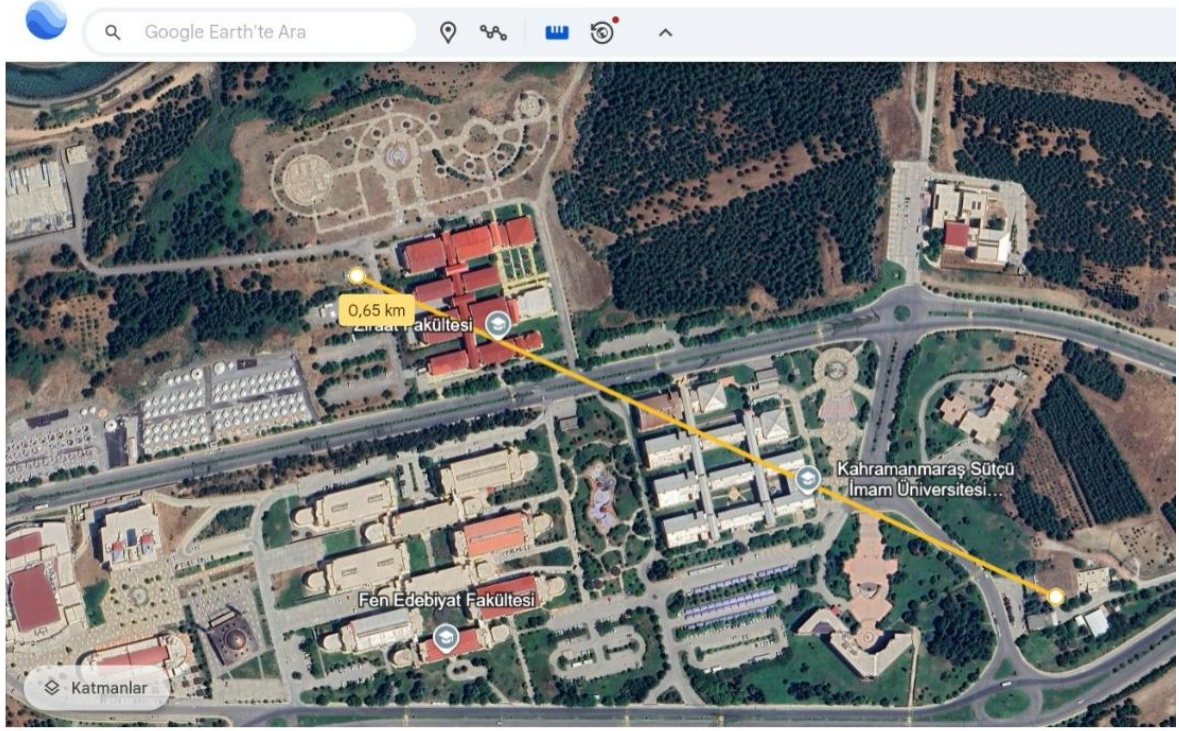 Google Earth'te Ara
0,65 km
Ziraat Fakültesi
Kahramanmaraş Sütçü
İmam Üniversitesi...
Fen Edebiyat Fakültesi
Katmanlar